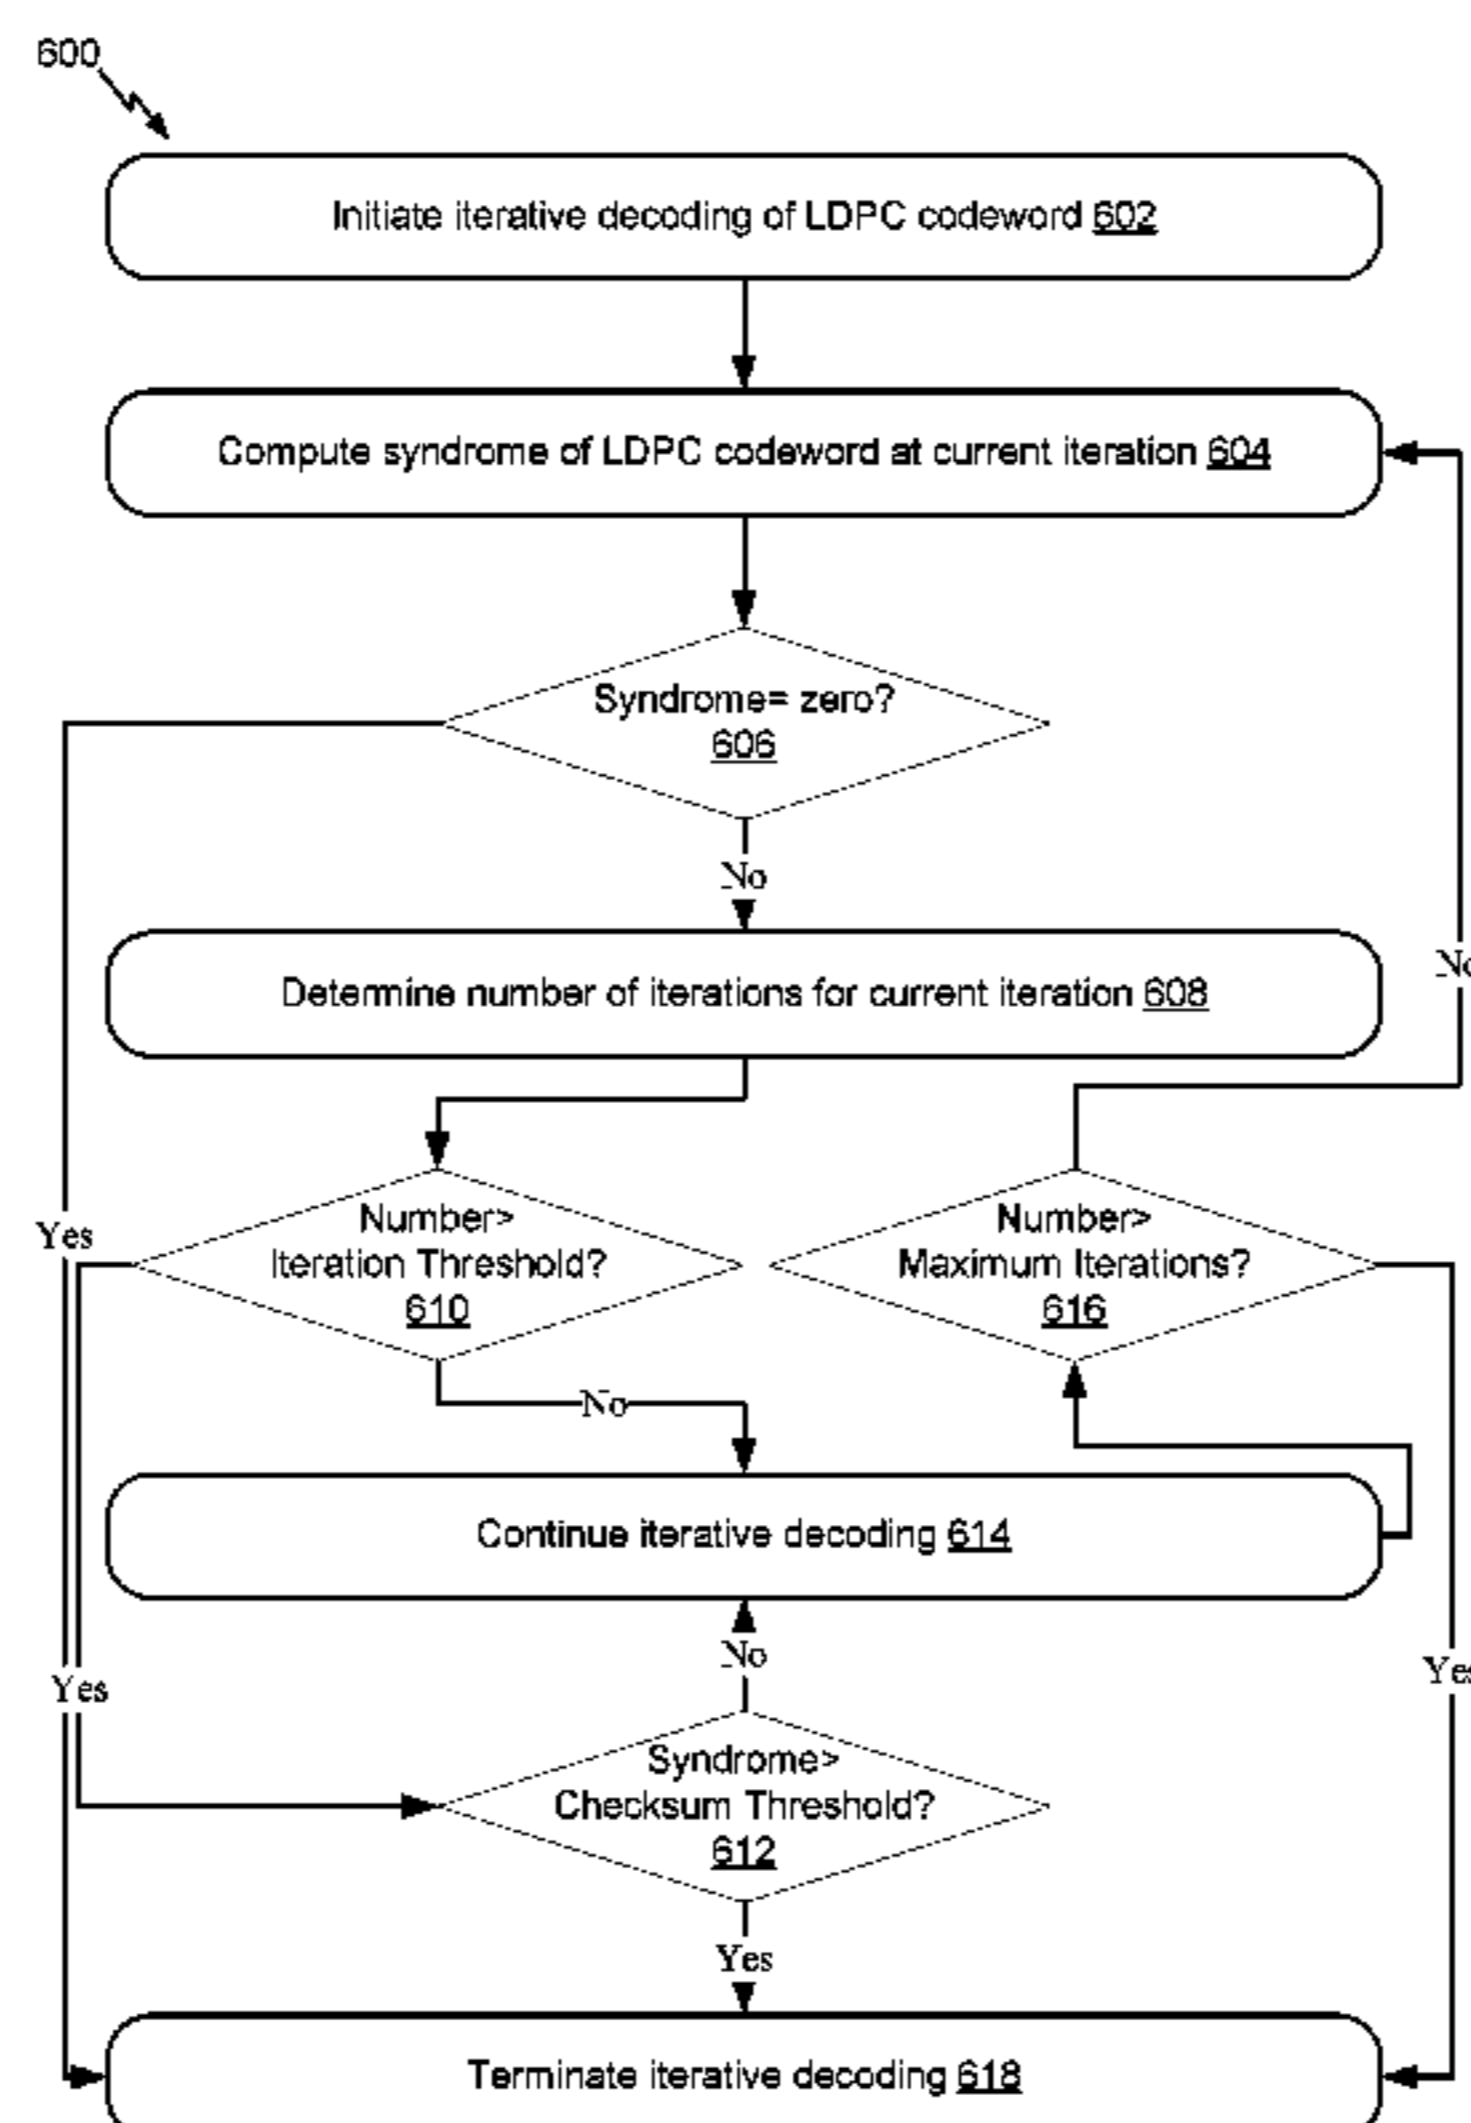 600
Initiate iterative decoding of LDPC codeword 602
Compute syndrome of LDPC codeword at current iteration 604
Syndrome= zero?
606
No
Determine number of iterations for current iteration 608
No
Yes
Number>
Iteration Threshold?
610
Number>
Maximum Iterations?
616
No
Continue iterative decoding 614
No
Yes
Yes
Syndrome>
Checksum Threshold?
612
Yes
Terminate iterative decoding 618